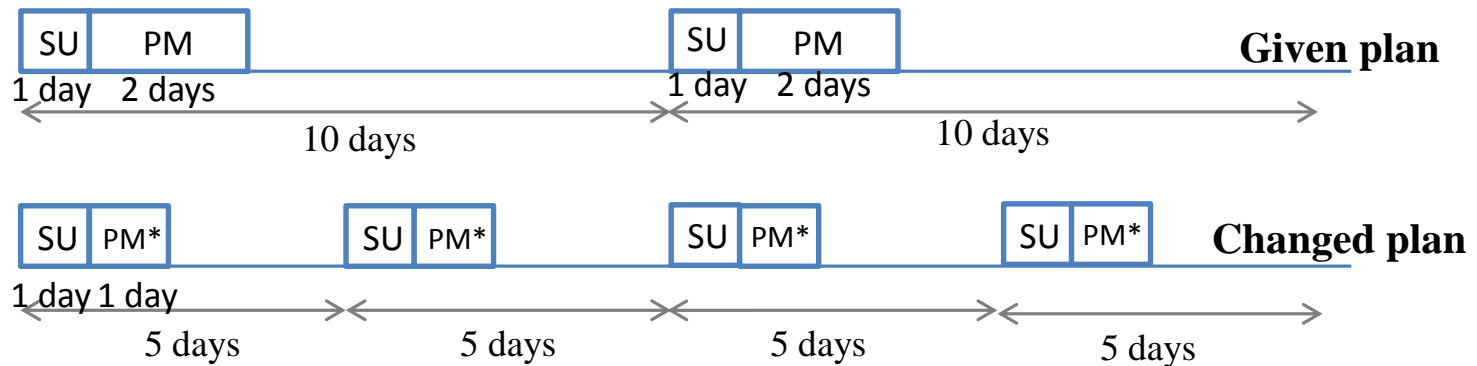 SU PM SU PM Given plan
1 day 2 days 1 day 2 days
10 days 10 days
SU PM* SU PM* SU PM* SU PM* Changed plan
1 day 1 day
5 days 5 days 5 days 5 days